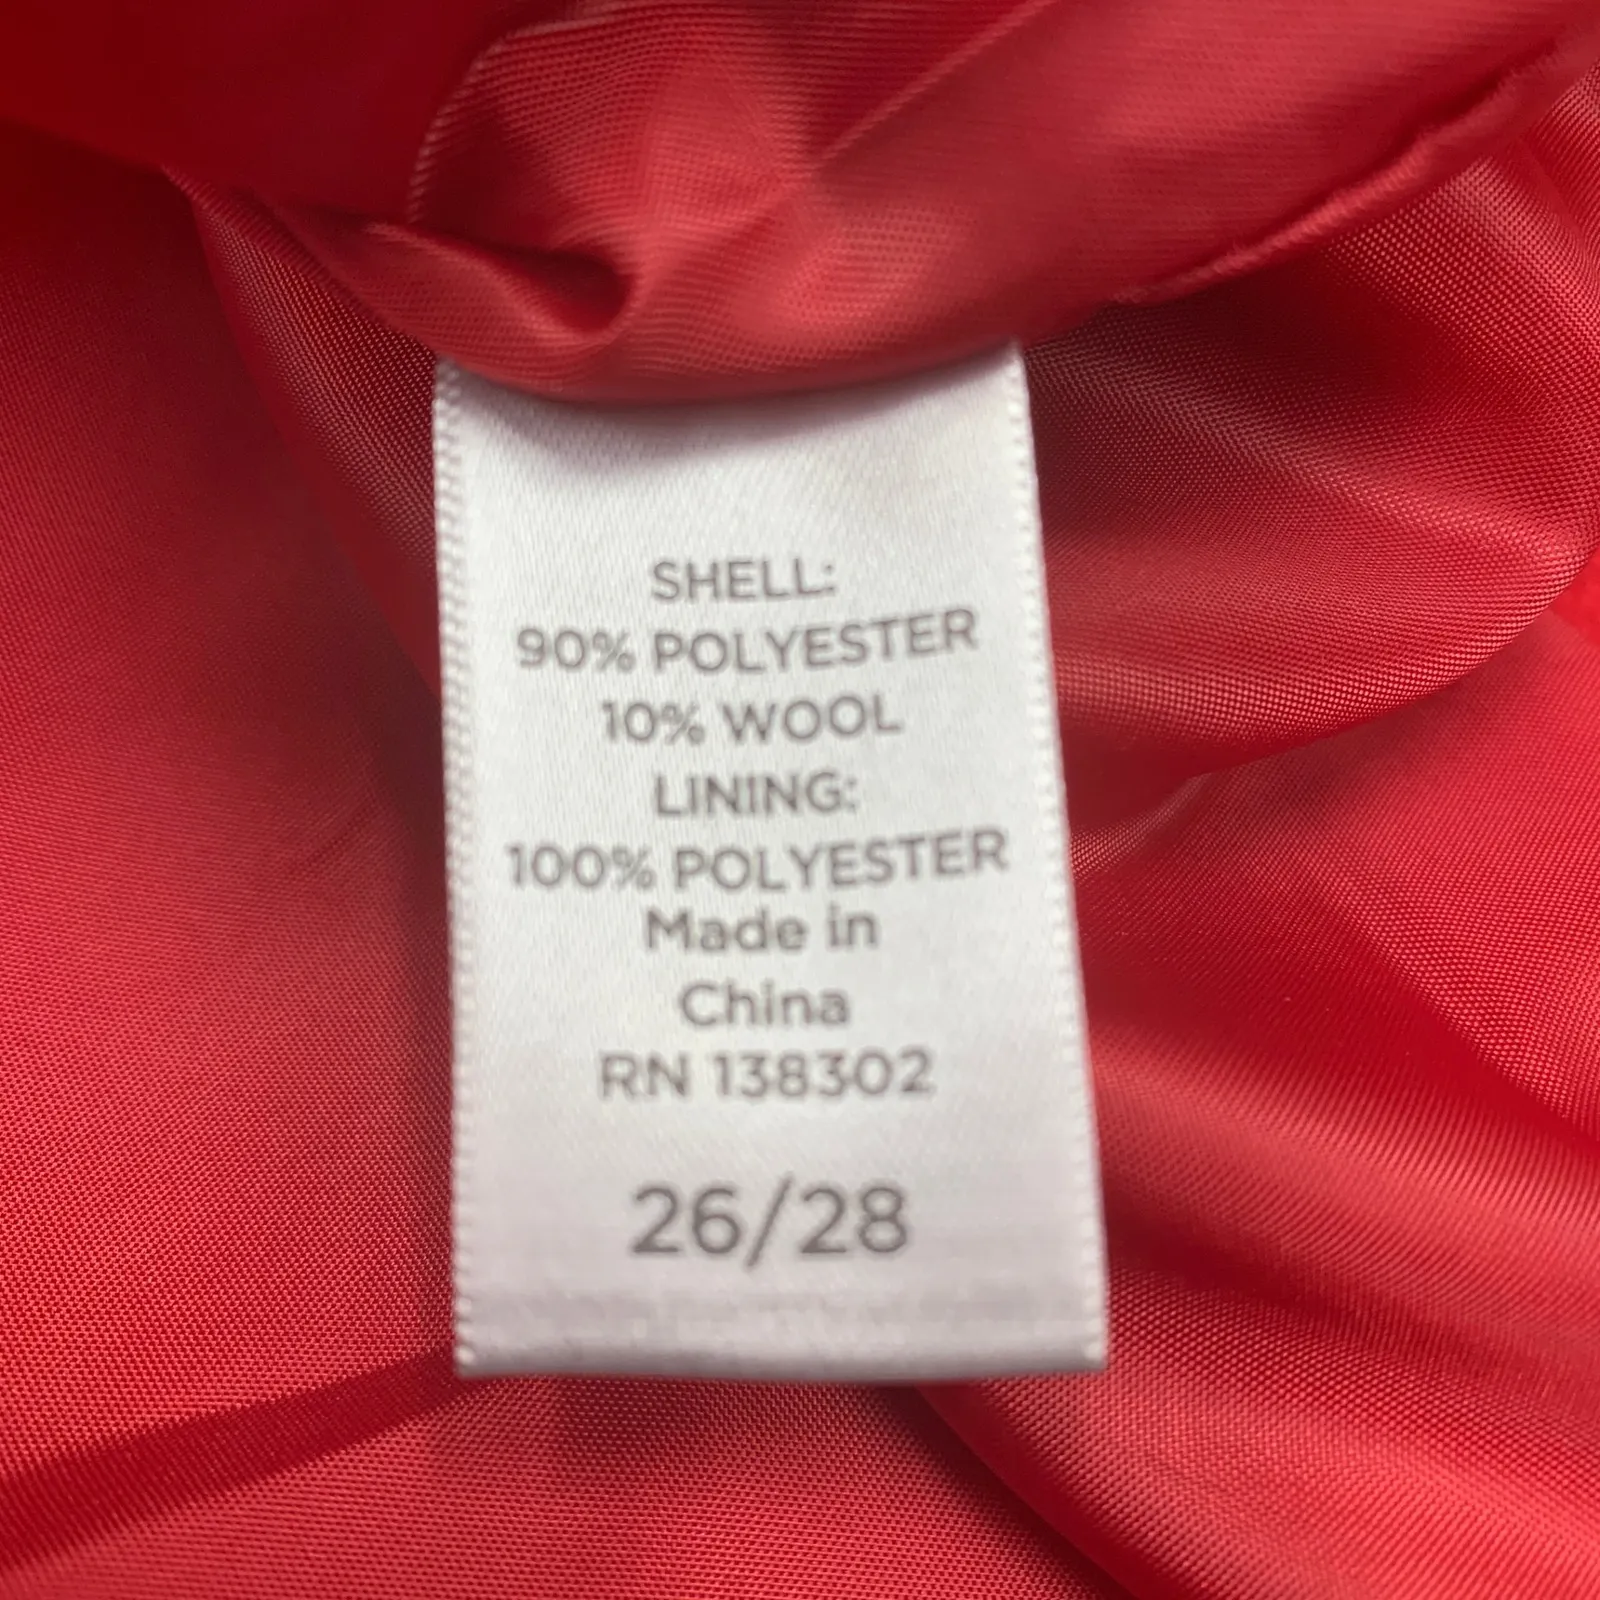 SHELL:
90% POLYESTER
10% WOOL
LINING:
100% POLYESTER
Made in
China
RN 138302
26/28